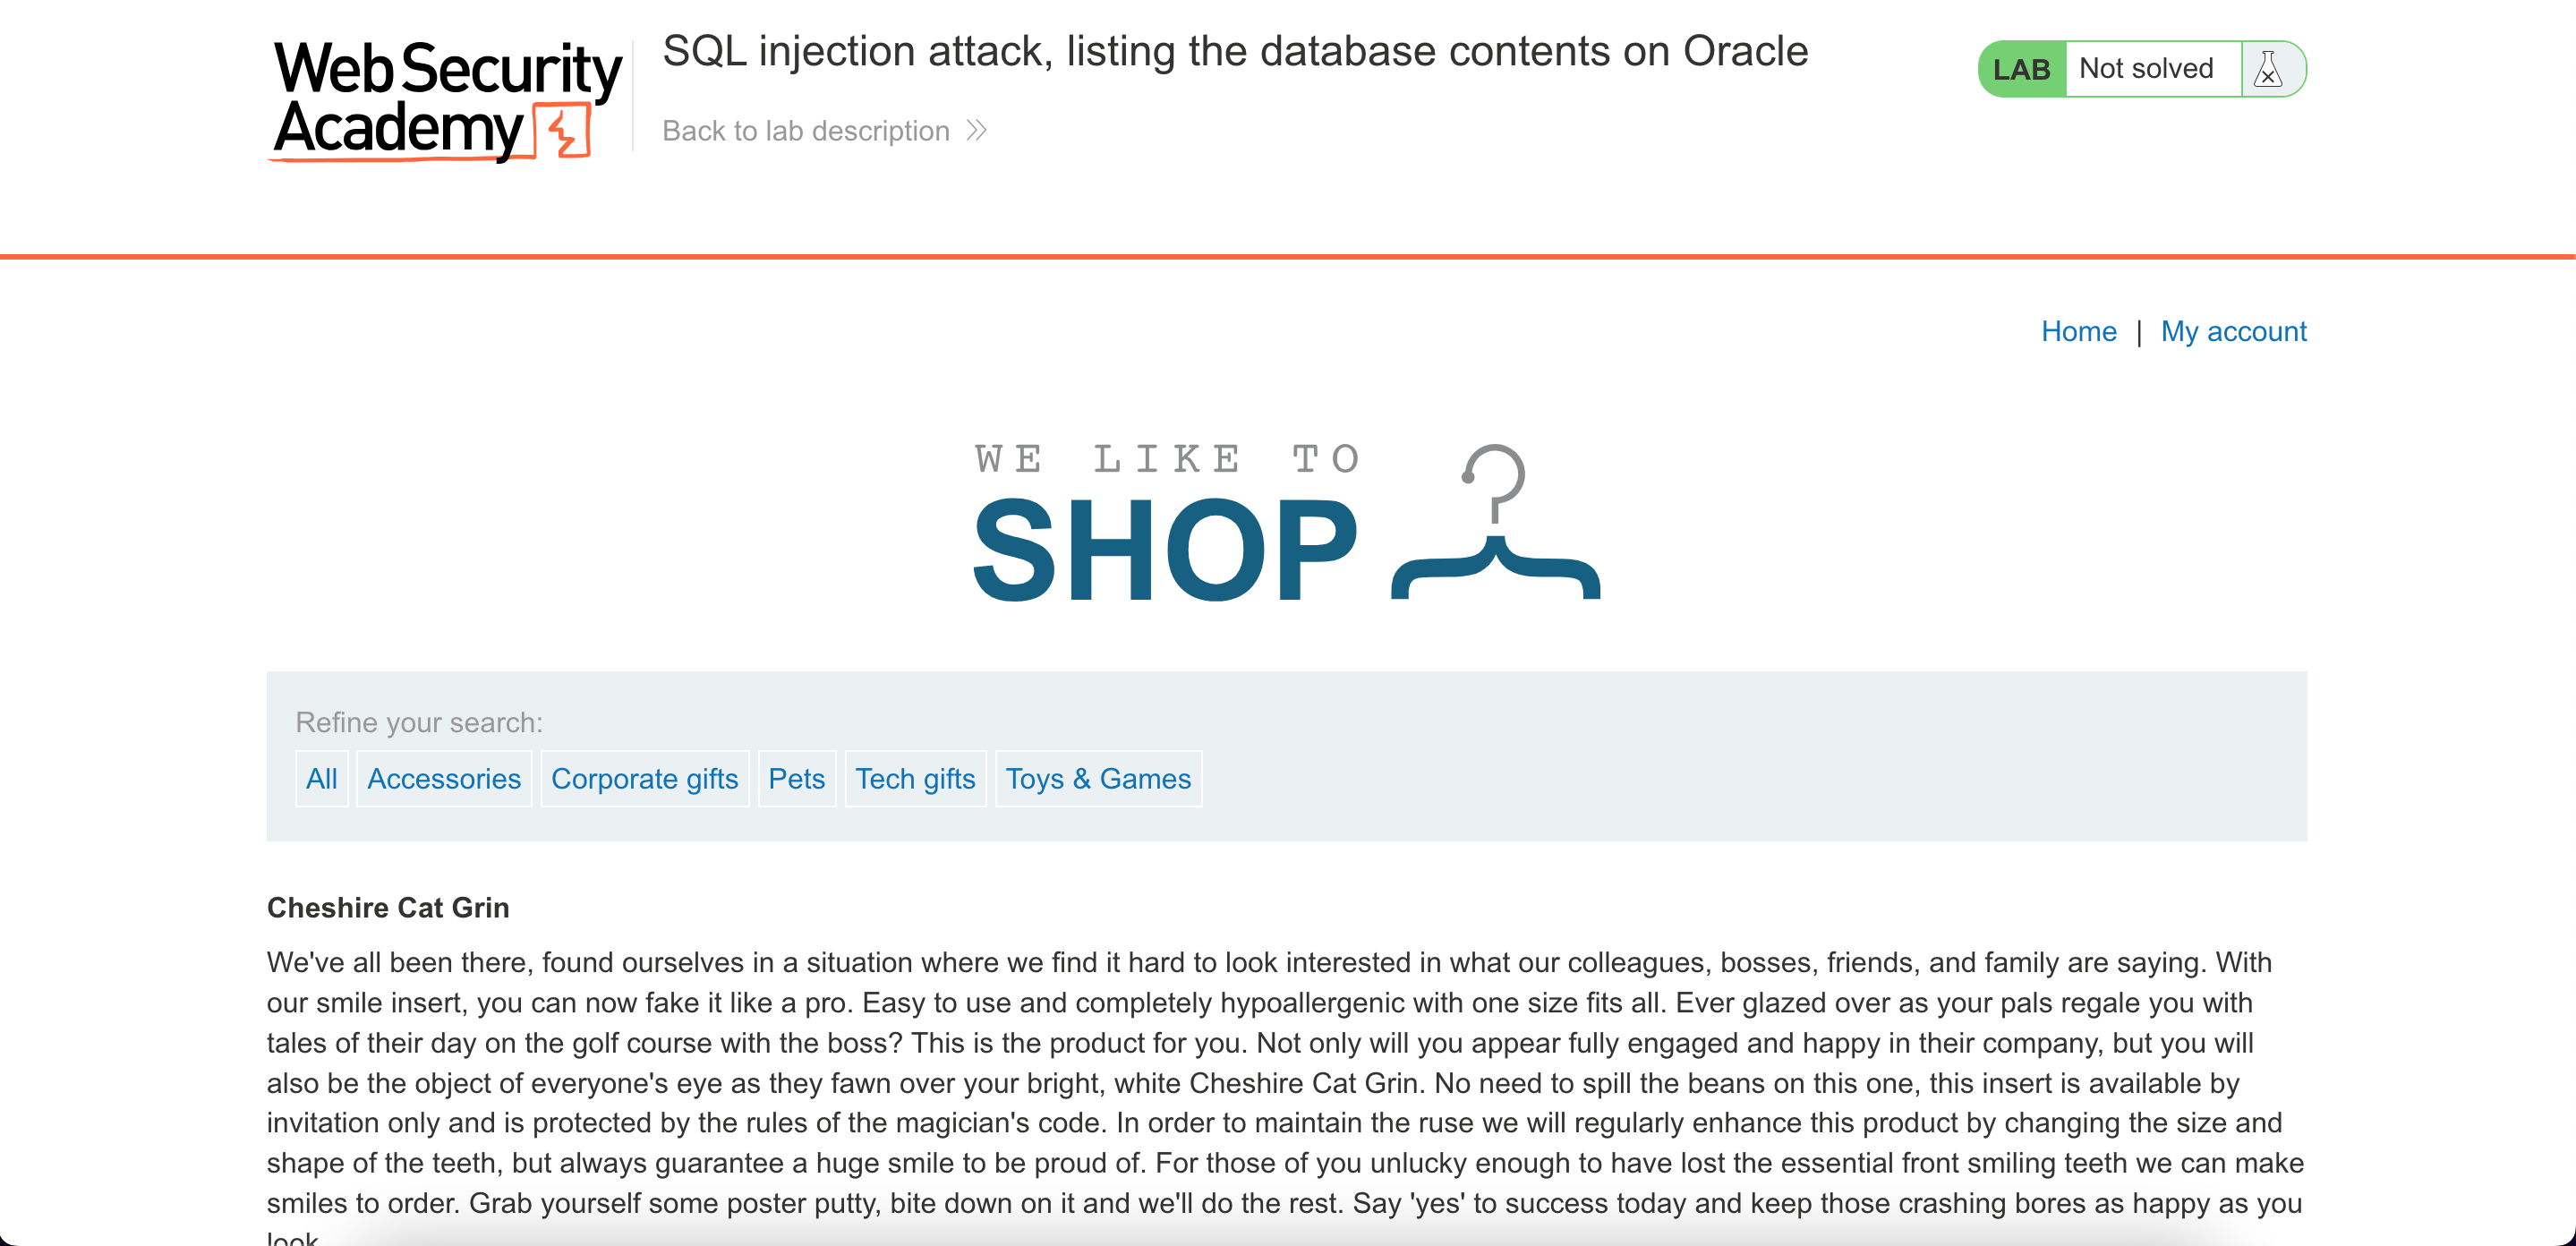 Web Security
Academy
SQL injection attack, listing the database contents on Oracle
Back to lab description
LAB Not solved
Home | My account
WE LIKE TO
SHOP
Refine your search:
All Accessories Corporate gifts Pets Tech gifts Toys & Games
Cheshire Cat Grin
We've all been there, found ourselves in a situation where we find it hard to look interested in what our colleagues, bosses, friends, and family are saying. With
our smile insert, you can now fake it like a pro. Easy to use and completely hypoallergenic with one size fits all. Ever glazed over as your pals regale you with
tales of their day on the golf course with the boss? This is the product for you. Not only will you appear fully engaged and happy in their company, but you will
also be the object of everyone's eye as they fawn over your bright, white Cheshire Cat Grin. No need to spill the beans on this one, this insert is available by
invitation only and is protected by the rules of the magician's code. In order to maintain the ruse we will regularly enhance this product by changing the size and
shape of the teeth, but always guarantee a huge smile to be proud of. For those of you unlucky enough to have lost the essential front smiling teeth we can make
smiles to order. Grab yourself some poster putty, bite down on it and we'll do the rest. Say 'yes' to success today and keep those crashing bores as happy as you
look